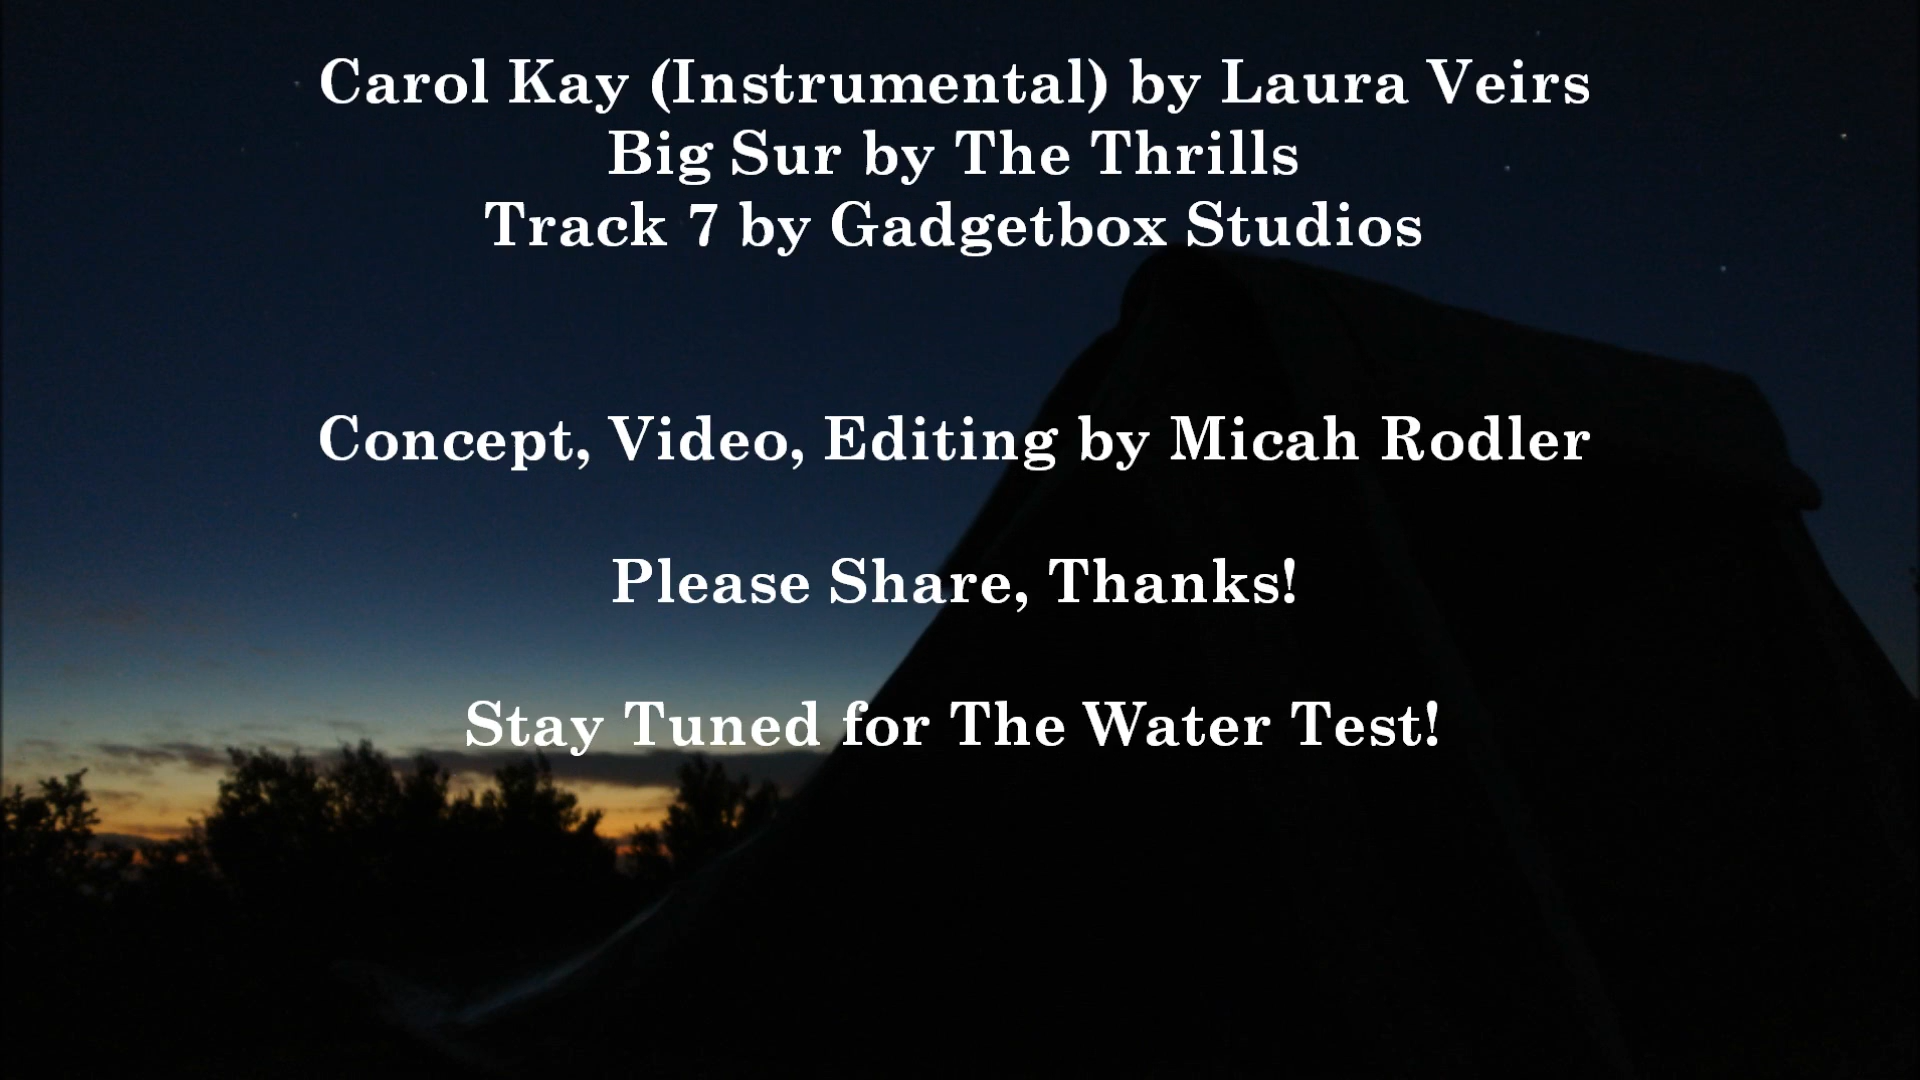 Carol Kay (Instrumental) by Laura Veirs
Big Sur by The Thrills
Track 7 by Gadgetbox Studios
Concept, Video, Editing by Micah Rodler
Please Share, Thanks!
Stay Tuned for The Water Test!